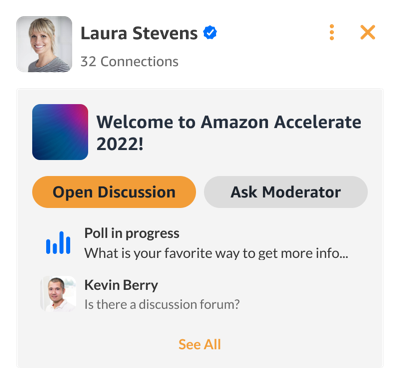 Laura Stevens
32 Connections
Welcome to Amazon Accelerate
2022!
Open Discussion
Ask Moderator
Poll in progress
What is your favorite way to get more info...
Kevin Berry
Is there a discussion forum?
See All